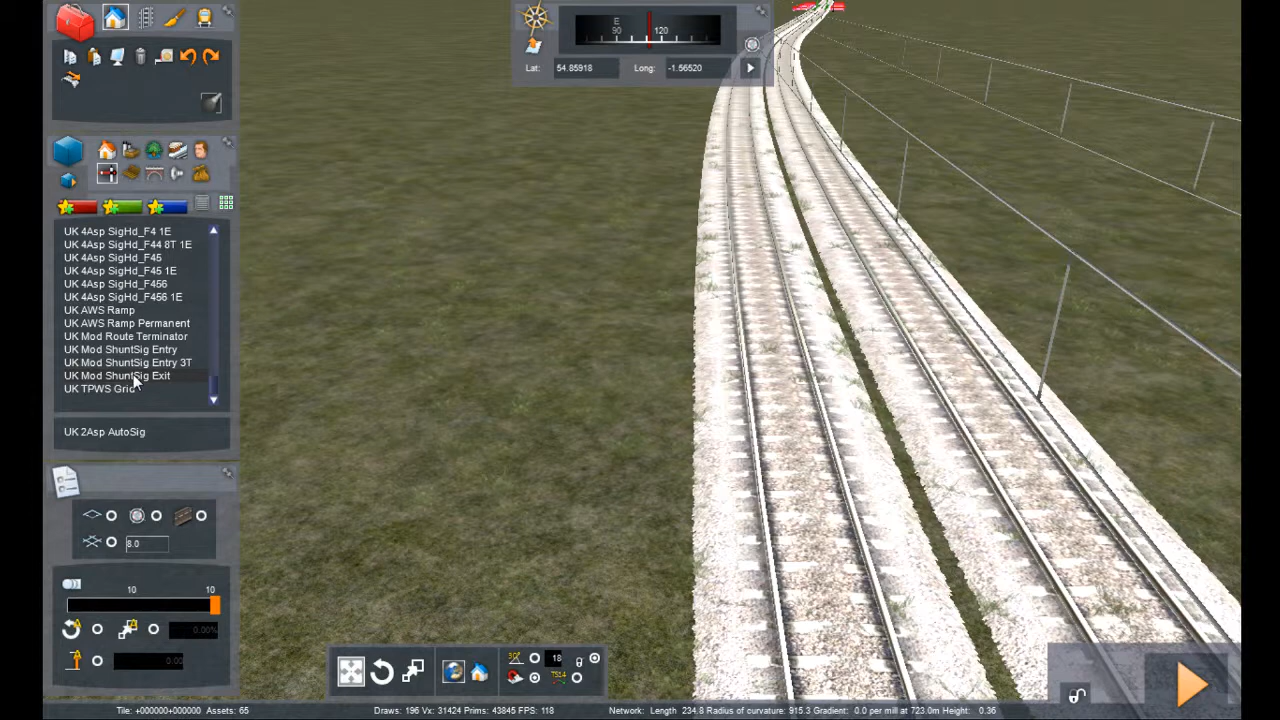 E
90 120
Lat: 54.85918 Long: -1.56520
UK 4Asp SigHd_F4 1E
UK 4Asp SigHd_F44 8T 1E
UK 4Asp SigHd_F45
UK 4Asp SigHd_F45 1E
UK 4Asp SigHd_F456
UK 4Asp SigHd_F456 1E
UK AWS Ramp
UK AWS Ramp Permanent
UK Mod Route Terminator
UK Mod ShuntSig Entry
UK Mod ShuntSig Entry 3T
UK Mod ShuntSig Exit
UK TPWS Grid
UK 2Asp AutoSig
8.0
10 10
0.00%
0.00
18
Tile: +000000+000000 Assets: 65 Draws: 196 Vx: 31424 Prims: 43845 FPS: 118 Network: Length 234.8 Radius of curvature: 915.3 Gradient: 0.0 per mill at 723.0m Height: 0.36